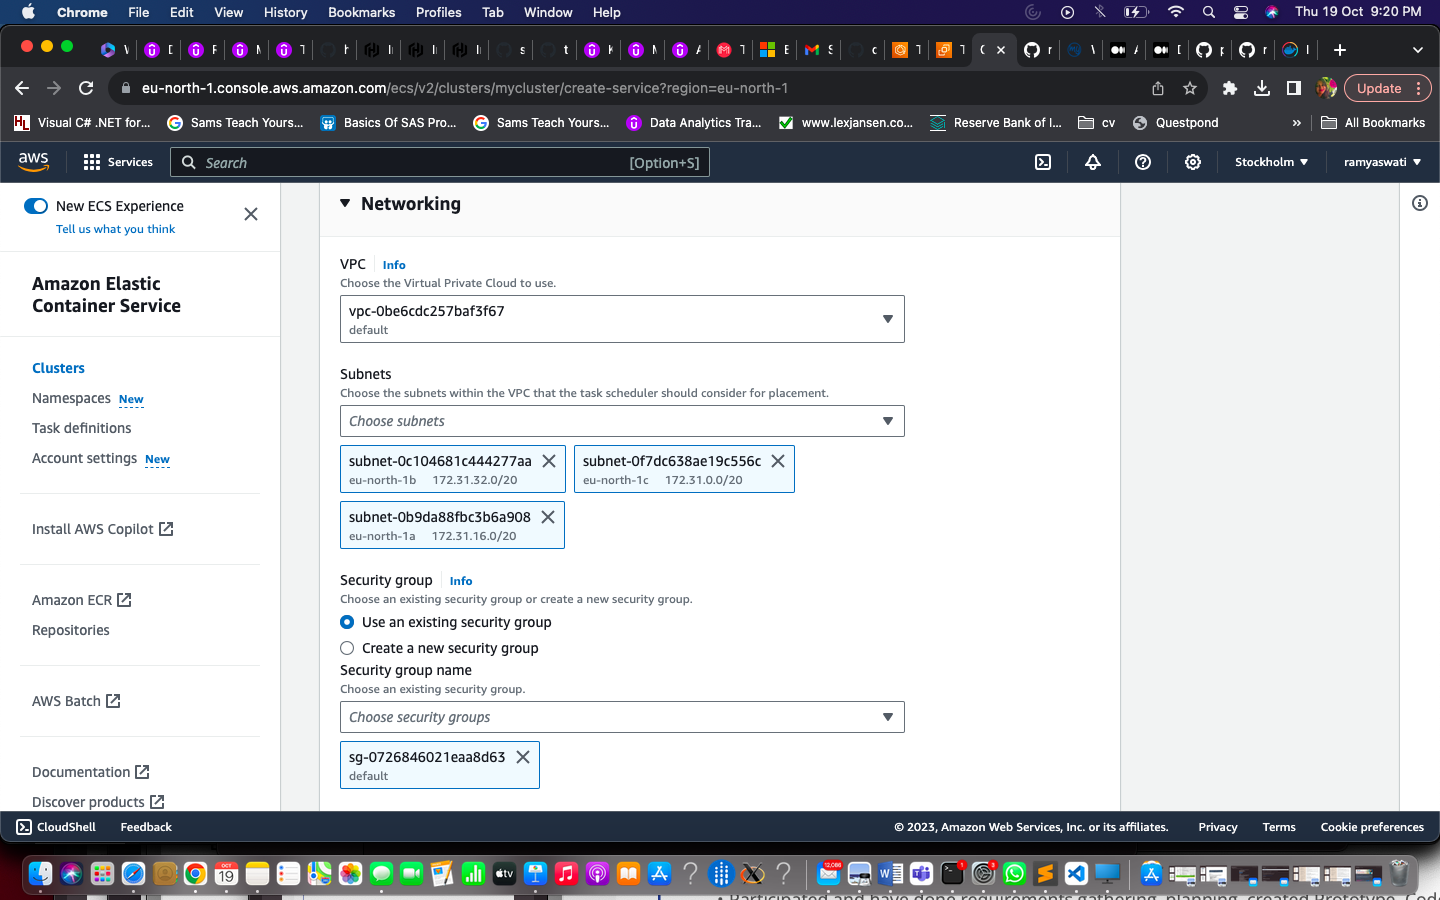 Chrome File Edit View History Bookmarks Profiles Tab Window Help Thu 19 Oct 9:20 PM
eu-north-1.console.aws.amazon.com/ecs/v2/clusters/mycluster/create-service?region=eu-north-1 Update
Visual C# .NET for... Sams Teach Yours... Basics Of SAS Pro... Sams Teach Yours... Data Analytics Tra... www.lexjansen.co... Reserve Bank of I... cv Questpond » All Bookmarks
aws Services Search [Option+S] Stockholm ramyaswati
New ECS Experience
Tell us what you think
Amazon Elastic
Container Service
Clusters
Namespaces New
Task definitions
Account settings New
Install AWS Copilot
Amazon ECR
Repositories
AWS Batch
Documentation
Discover products
Networking
VPC Info
Choose the Virtual Private Cloud to use.
vpc-0be6cdc257baf3f67
default
Subnets
Choose the subnets within the VPC that the task scheduler should consider for placement.
Choose subnets
subnet-0c104681c444277aa subnet-0f7dc638ae19c556c
eu-north-1b 172.31.32.0/20 eu-north-1c 172.31.0.0/20
subnet-0b9da88fbc3b6a908
eu-north-1a 172.31.16.0/20
Security group Info
Choose an existing security group or create a new security group.
Use an existing security group
Create a new security group
Security group name
Choose an existing security group.
Choose security groups
sg-0726846021eaa8d63
default
CloudShell Feedback © 2023, Amazon Web Services, Inc. or its affiliates. Privacy Terms Cookie preferences